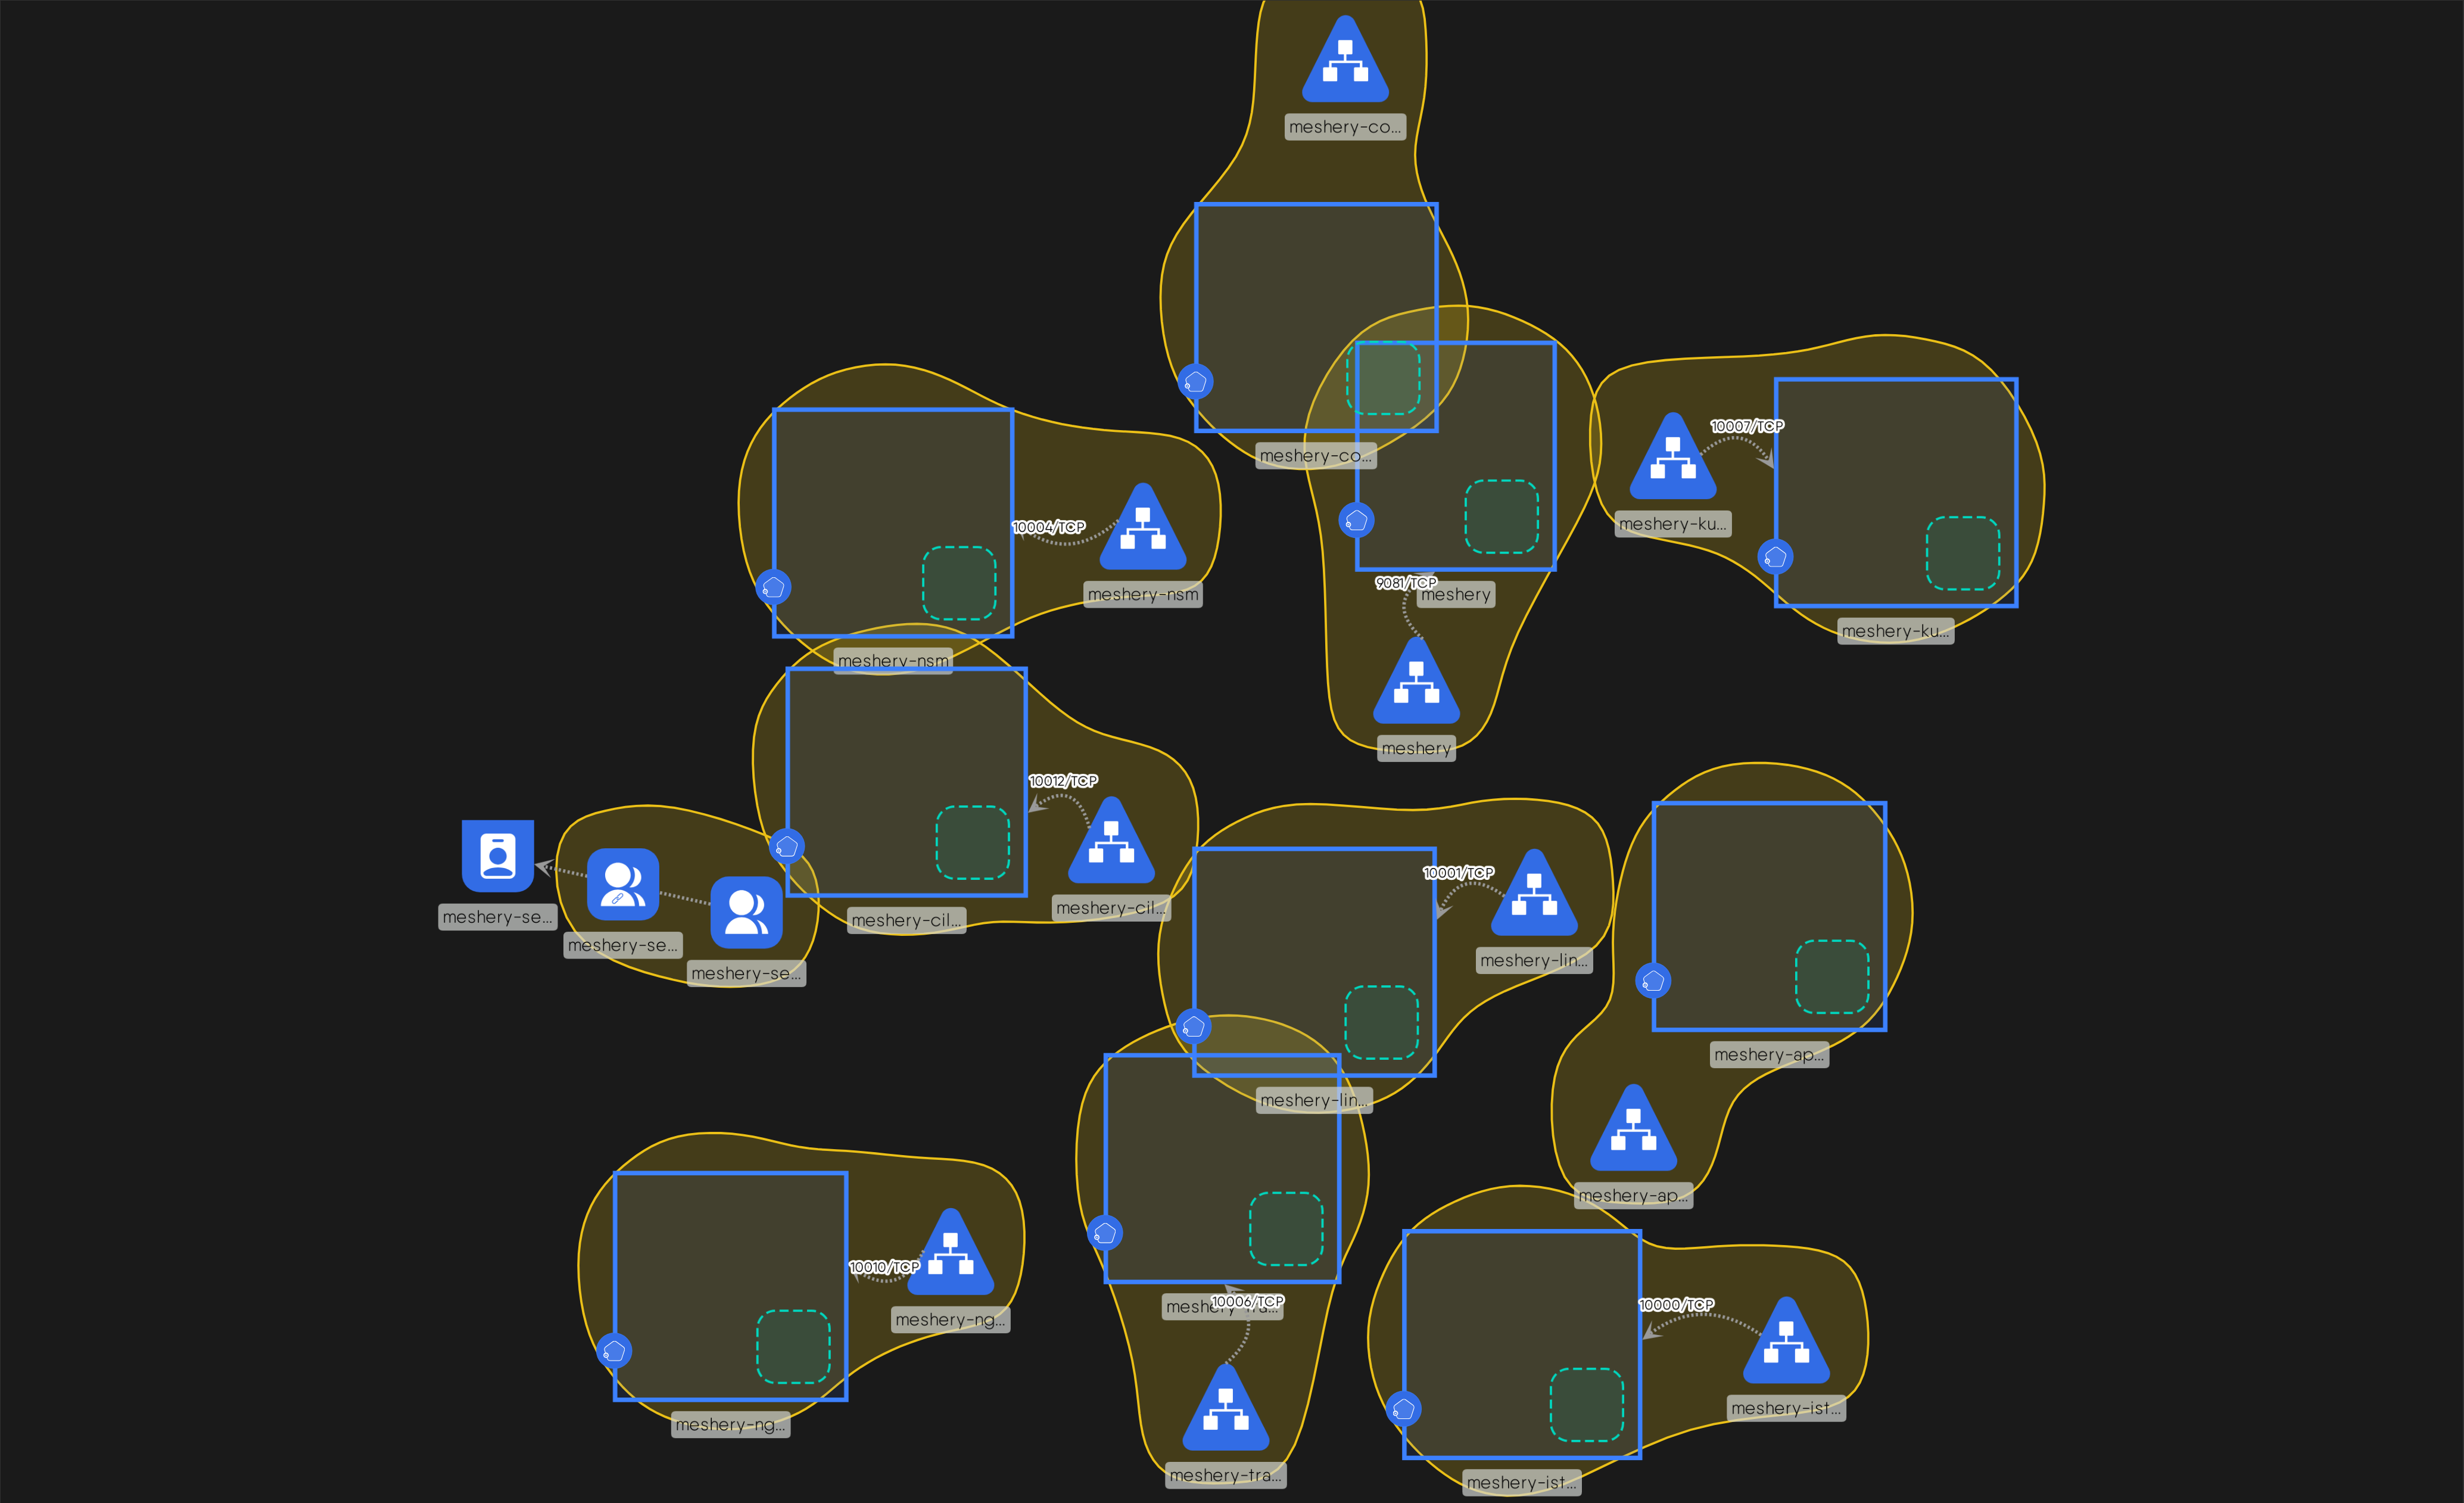 meshery-co...
meshery-co...
10007/TCP
meshery-ku...
10004/TCP
meshery-nsm
9081/TCP
meshery
meshery-ku...
meshery-nsm
meshery
10012/TCP
10001/TCP
meshery-cil...
meshery-se...
meshery-cil...
meshery-se...
meshery-lin...
meshery-se...
meshery-ap...
meshery-lin...
meshery-ap...
10010/TCP
10006/TCP
10000/TCP
meshery-ng...
meshery-ist...
meshery-ng...
meshery-tra...
meshery-ist...